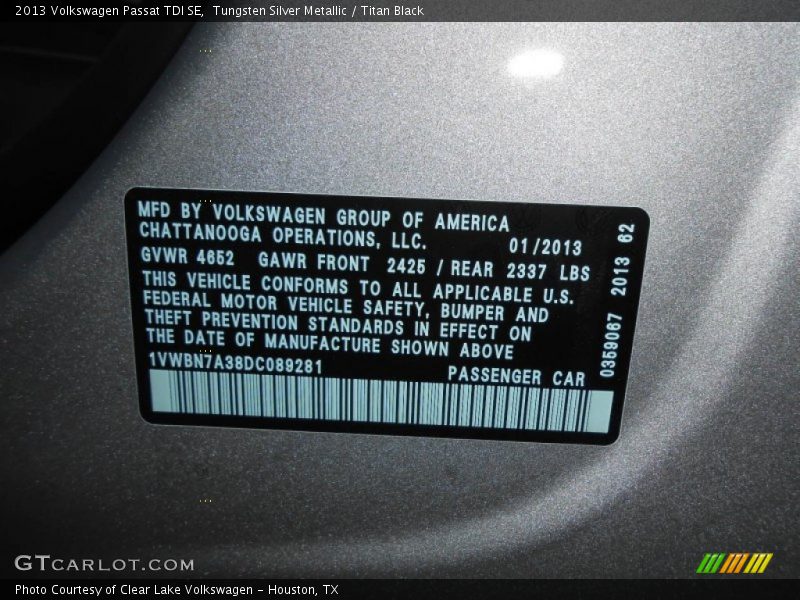 2013 Volkswagen Passat TDI SE,  Tungsten Silver Metallic / Titan Black
MFD BY VOLKSWAGEN GROUP OF AMERICA
CHATTANOOGA OPERATIONS, LLC.
01/2013
GVWR 4652  GAWR FRONT 2425 / REAR 2337 LBS
THIS VEHICLE CONFORMS TO ALL APPLICABLE U.S.
FEDERAL MOTOR VEHICLE SAFETY, BUMPER AND
THEFT PREVENTION STANDARDS IN EFFECT ON
THE DATE OF MANUFACTURE SHOWN ABOVE
1VWBN7A38DC089281
PASSENGER CAR
0359067 2013 62
GTCARLOT.COM
Photo Courtesy of Clear Lake Volkswagen – Houston, TX